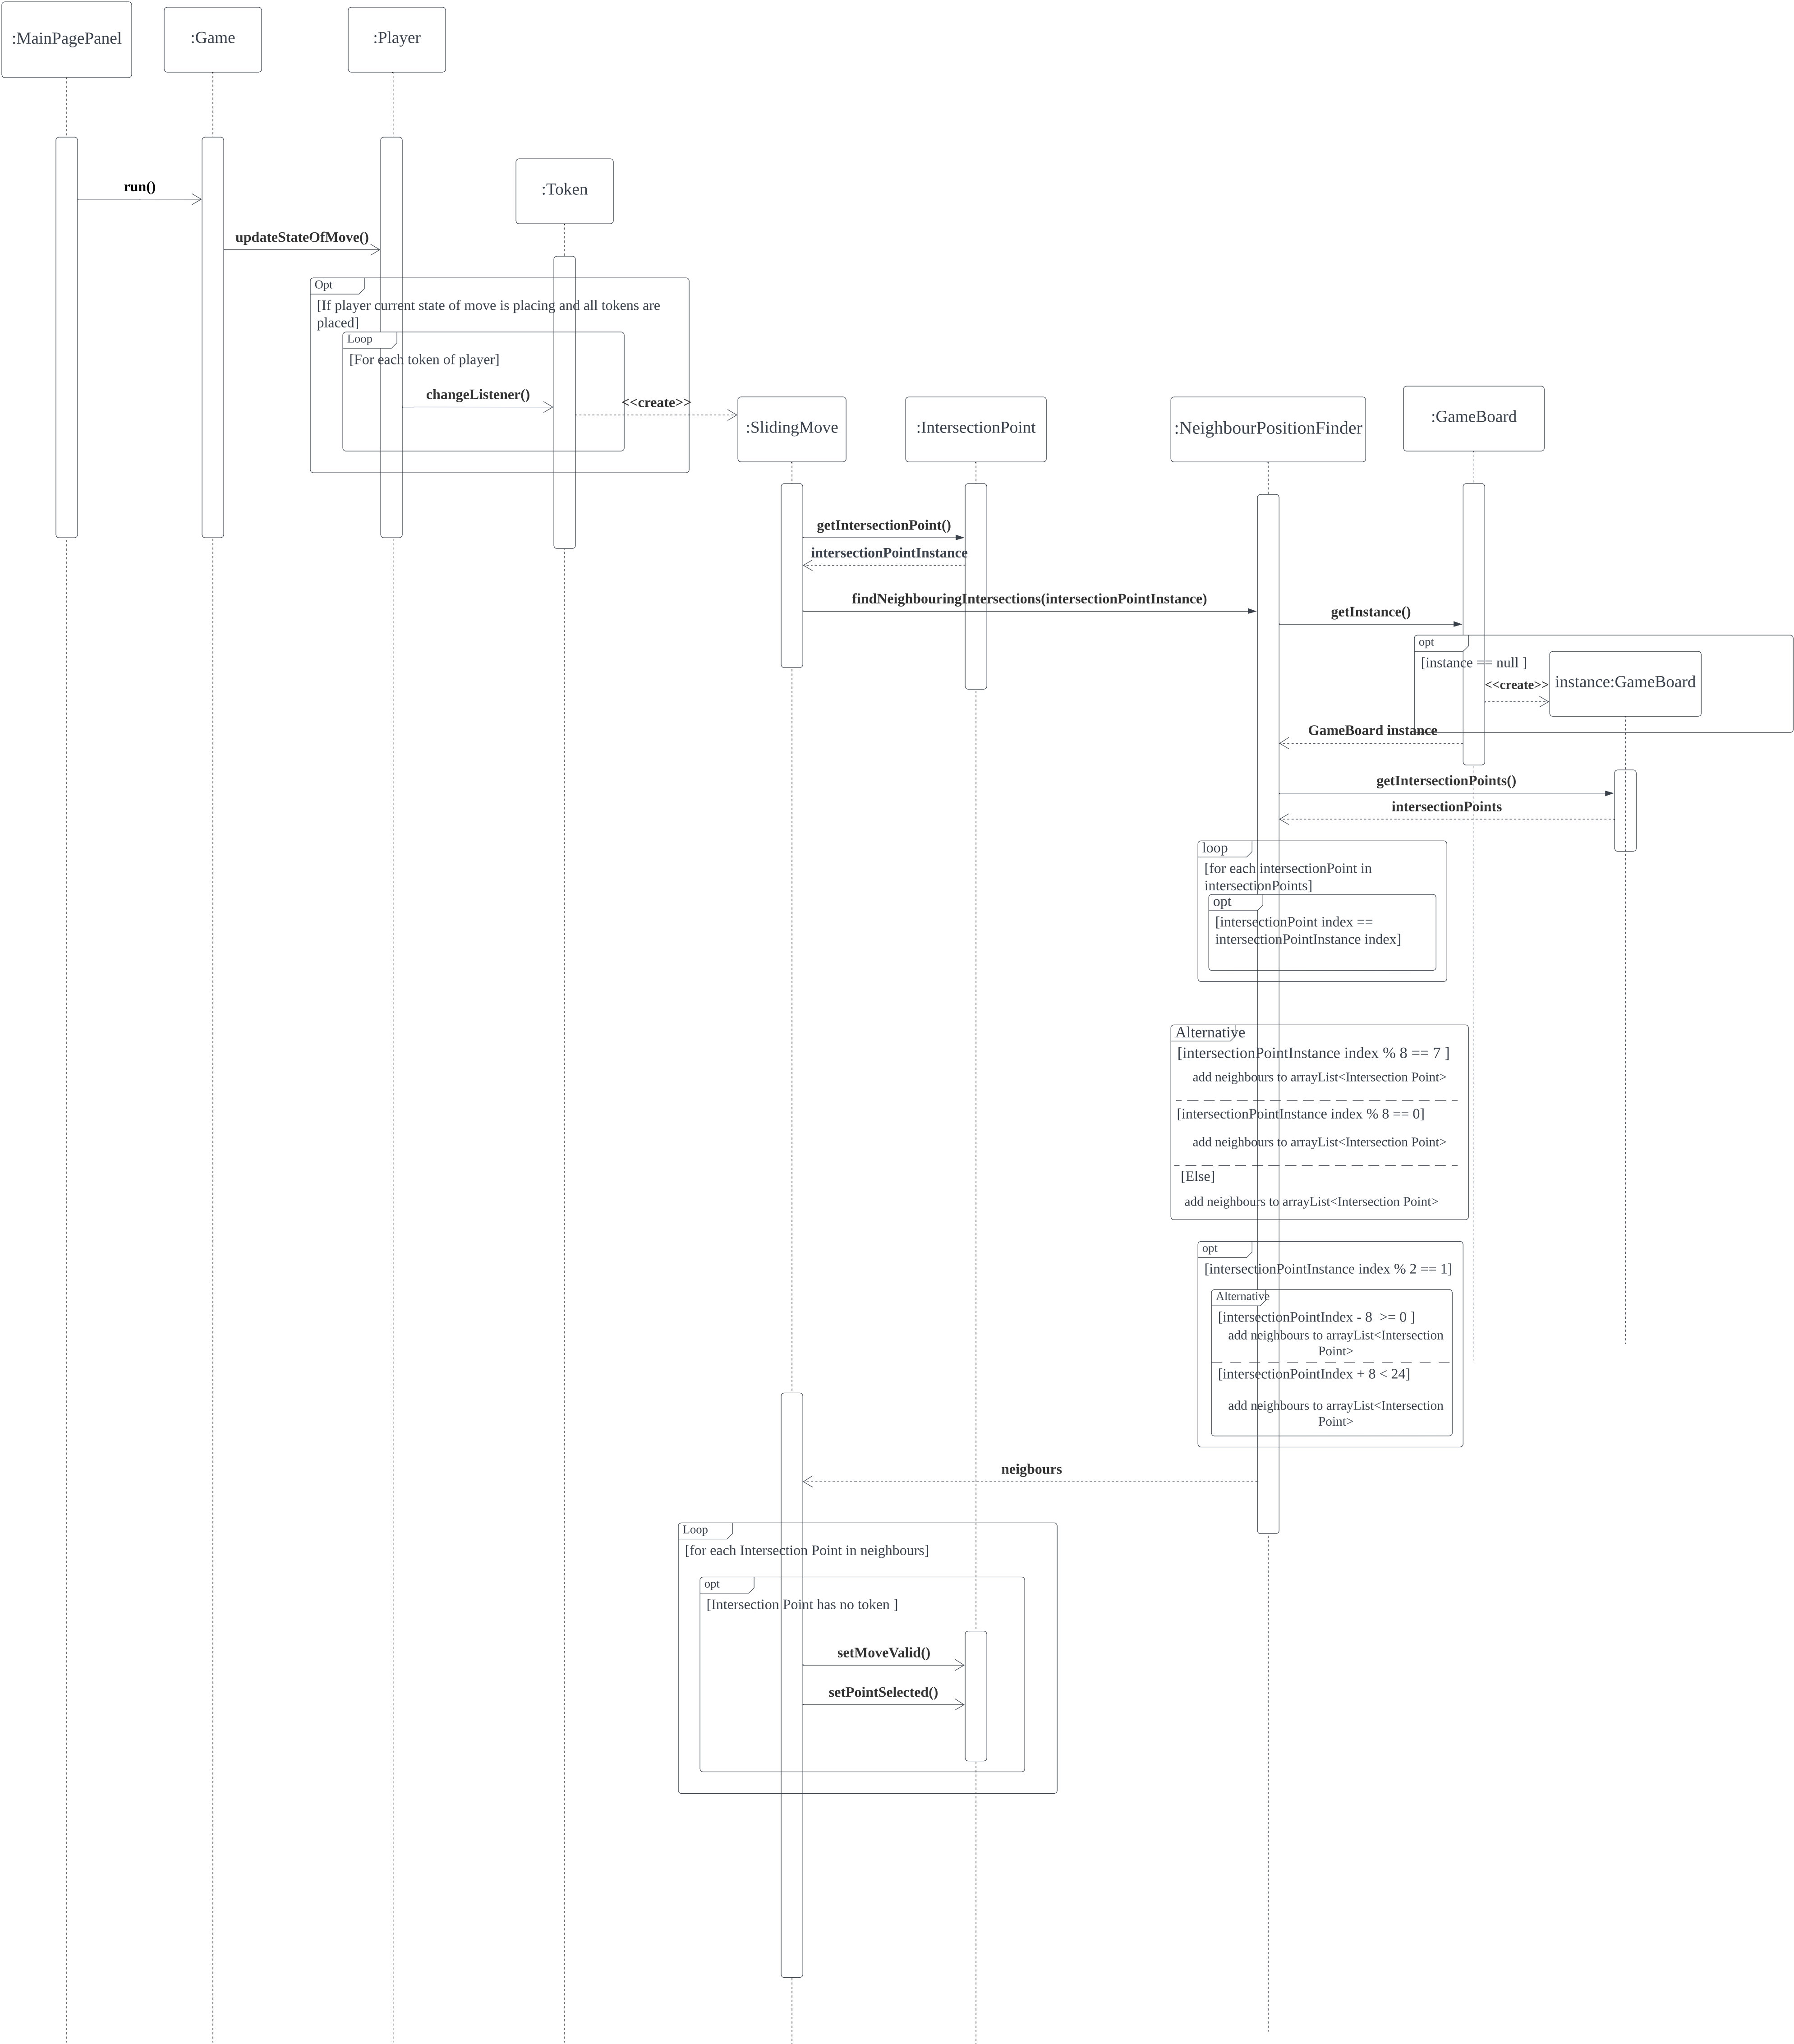 :MainPagePanel
:Game
:Player
:Token
run()
updateStateOfMove()
Opt
[If player current state of move is placing and all tokens are
placed]
Loop
[For each token of player]
changeListener()
<<create>>
:SlidingMove
:IntersectionPoint
:NeighbourPositionFinder
:GameBoard
getIntersectionPoint()
intersectionPointInstance
findNeighbouringIntersections(intersectionPointInstance)
getInstance()
opt
[instance == null ]
<<create>>
instance:GameBoard
GameBoard instance
getIntersectionPoints()
intersectionPoints
loop
[for each intersectionPoint in
intersectionPoints]
opt
[intersectionPoint index ==
intersectionPointInstance index]
Alternative
[intersectionPointInstance index % 8 == 7 ]
add neighbours to arrayList<Intersection Point>
[intersectionPointInstance index % 8 == 0]
add neighbours to arrayList<Intersection Point>
[Else]
add neighbours to arrayList<Intersection Point>
opt
[intersectionPointInstance index % 2 == 1]
Alternative
[intersectionPointIndex - 8 >= 0 ]
add neighbours to arrayList<Intersection
Point>
[intersectionPointIndex + 8 < 24]
add neighbours to arrayList<Intersection
Point>
neigbours
Loop
[for each Intersection Point in neighbours]
opt
[Intersection Point has no token ]
setMoveValid()
setPointSelected()